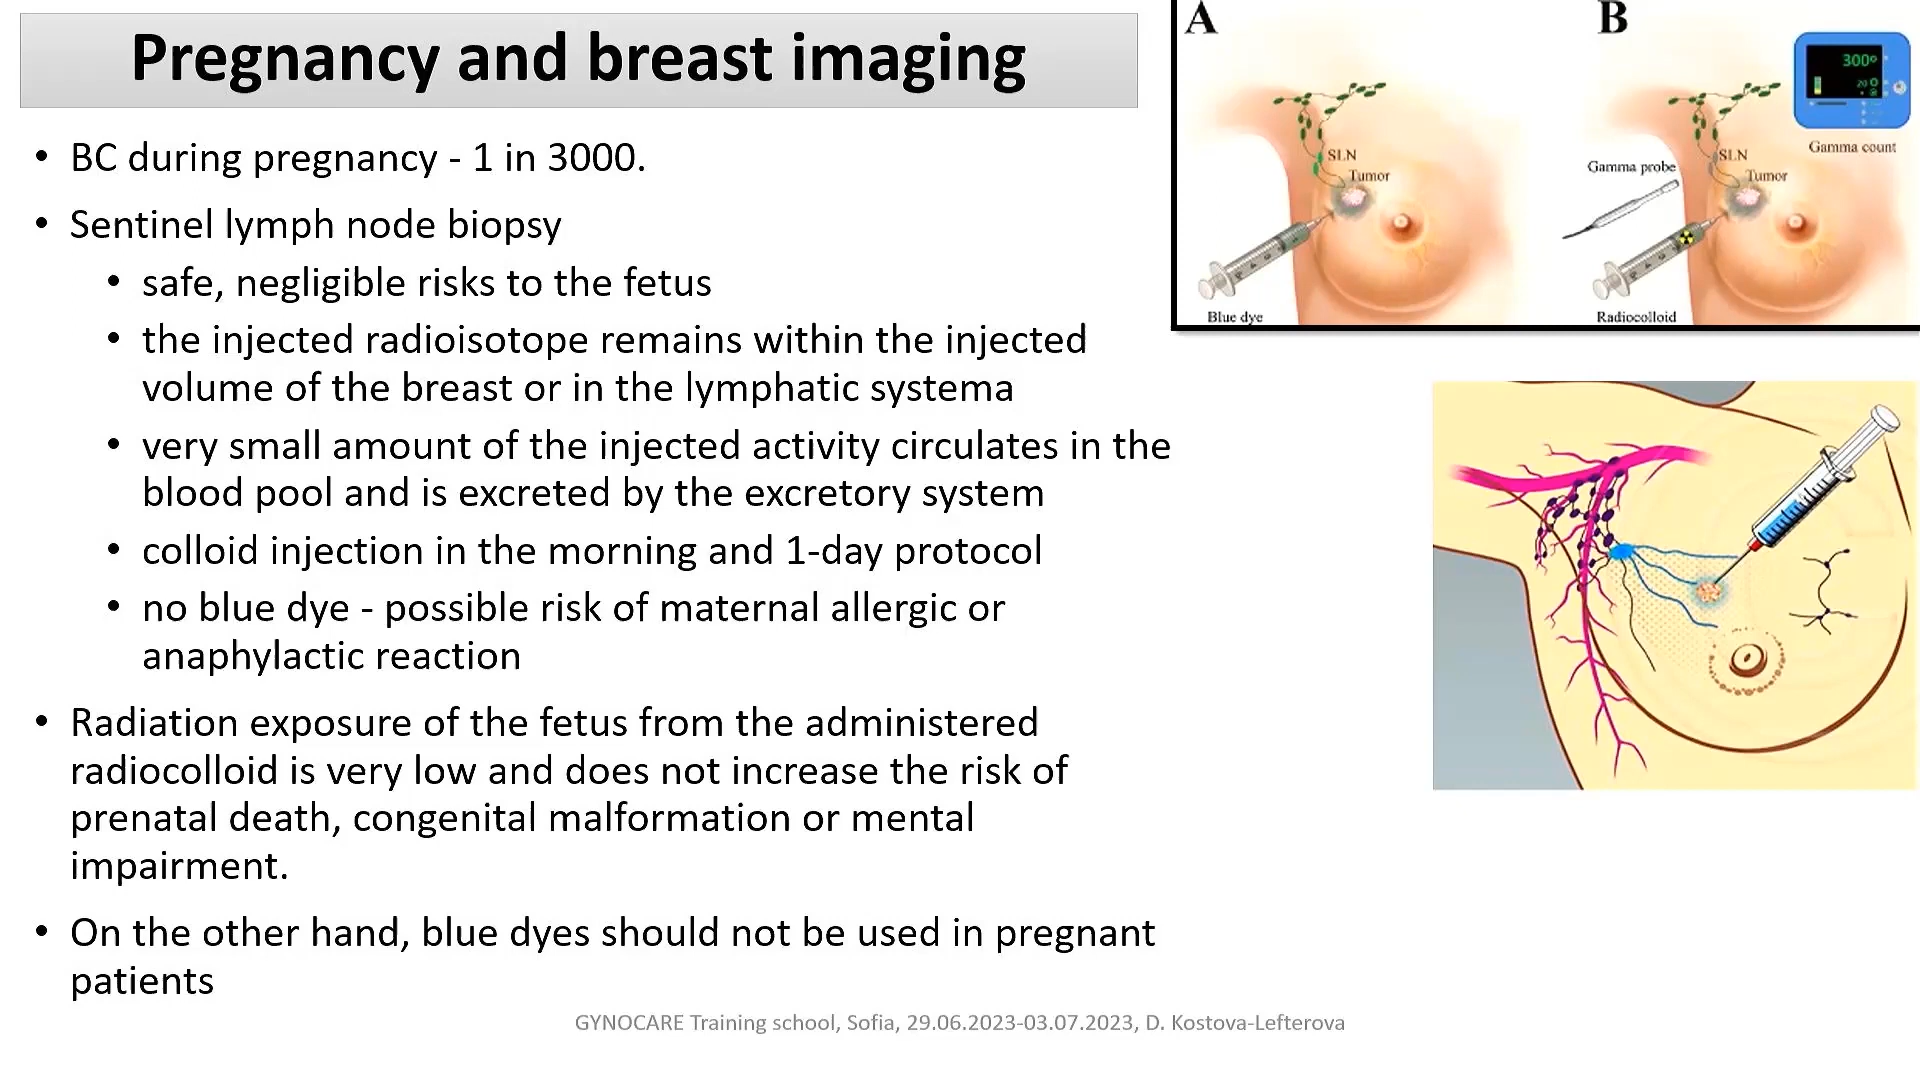 Pregnancy and breast imaging
• BC during pregnancy - 1 in 3000.
• Sentinel lymph node biopsy
• safe, negligible risks to the fetus
• the injected radioisotope remains within the injected
volume of the breast or in the lymphatic systema
• very small amount of the injected activity circulates in the
blood pool and is excreted by the excretory system
• colloid injection in the morning and 1-day protocol
• no blue dye - possible risk of maternal allergic or
anaphylactic reaction
• Radiation exposure of the fetus from the administered
radiocolloid is very low and does not increase the risk of
prenatal death, congenital malformation or mental
impairment.
• On the other hand, blue dyes should not be used in pregnant
patients
A
SLN
Tumor
Blue dye
B
Gamma count
Gamma probe
SLN
Tumor
Radiocolloid
GYNOCARE Training school, Sofia, 29.06.2023-03.07.2023, D. Kostova-Lefterova